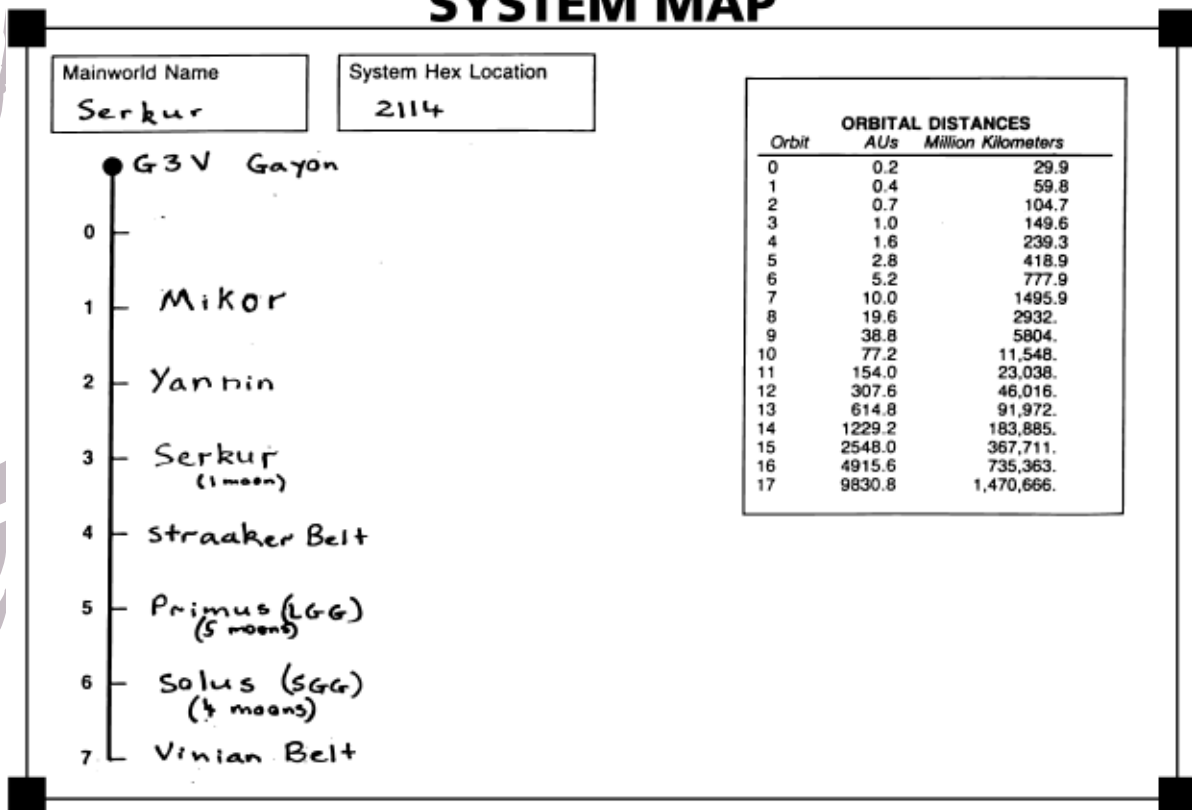 SYSTEM MAP
Mainworld Name
Serkur
System Hex Location
2114
G3V Gayon
0
1 Mikor
2 Yannin
3 Serkur
(1 moon)
4 Straaker Belt
5 Primus (LGG)
(5 moons)
6 Solus (SGG)
(4 moons)
7 Vinian Belt
ORBITAL DISTANCES
Orbit AUs Million Kilometers
0 0.2 29.9
1 0.4 59.8
2 0.7 104.7
3 1.0 149.6
4 1.6 239.3
5 2.8 418.9
6 5.2 777.9
7 10.0 1495.9
8 19.6 2932.
9 38.8 5804.
10 77.2 11,548.
11 154.0 23,038.
12 307.6 46,016.
13 614.8 91,972.
14 1229.2 183,885.
15 2548.0 367,711.
16 4915.6 735,363.
17 9830.8 1,470,666.